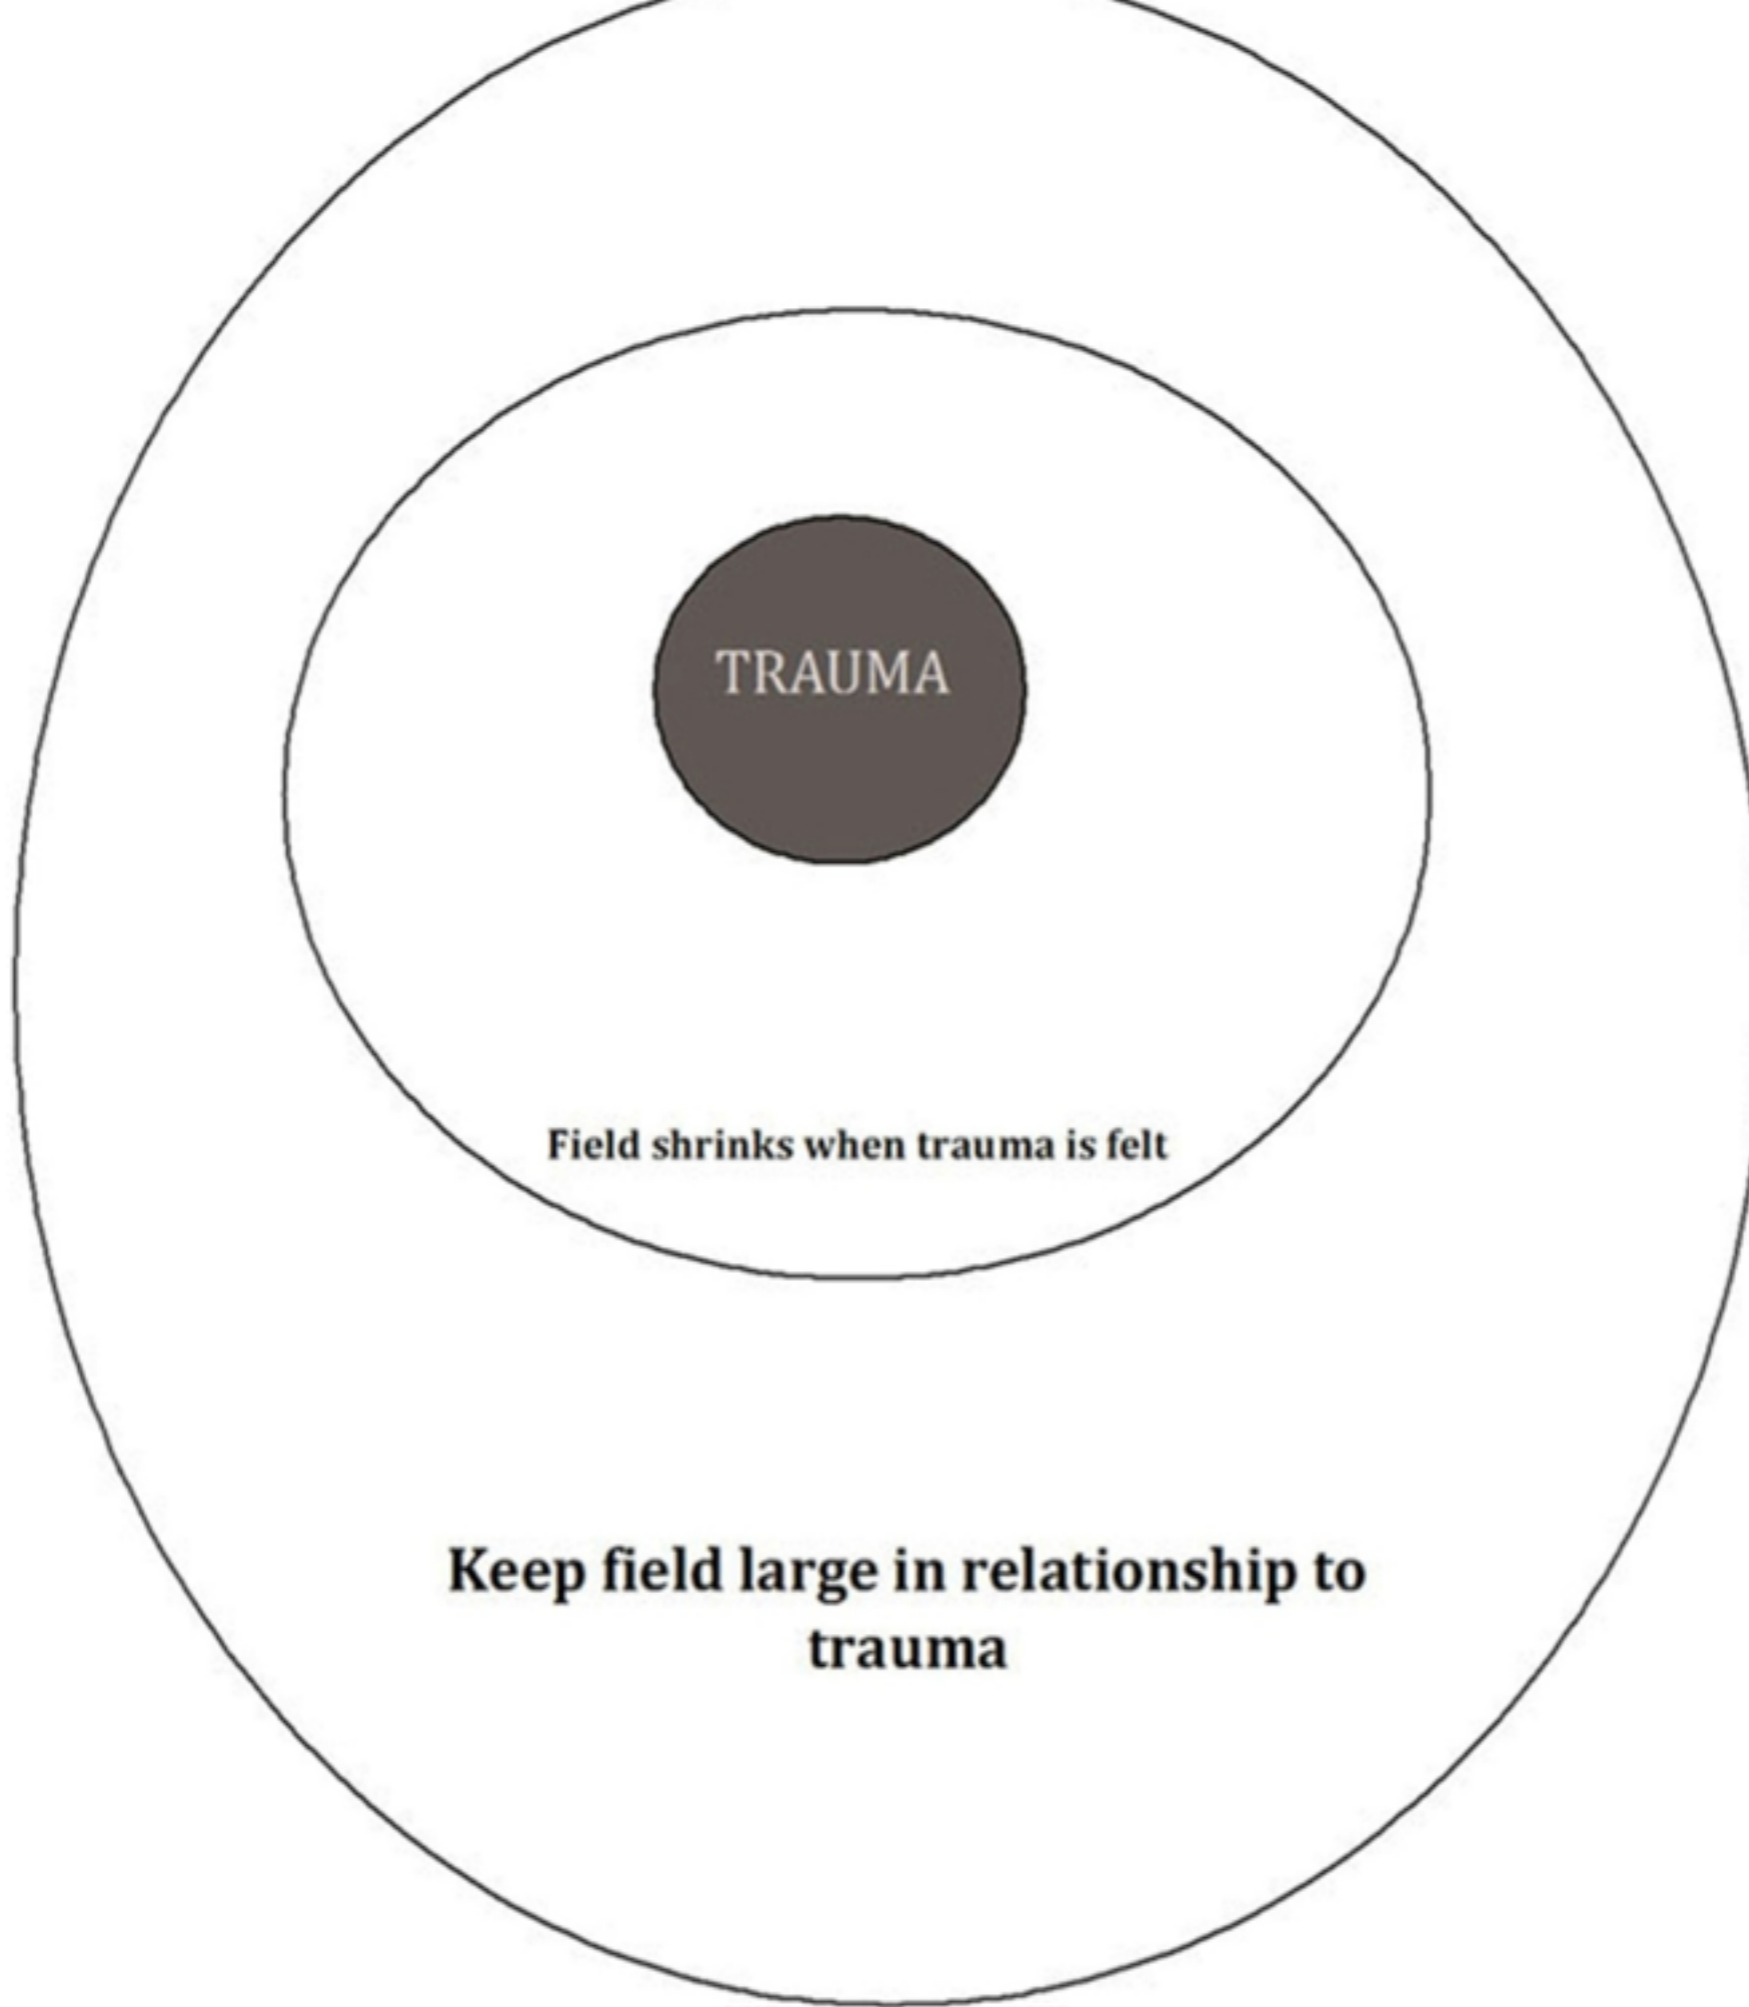 TRAUMA
Field shrinks when trauma is felt
Keep field large in relationship to
trauma